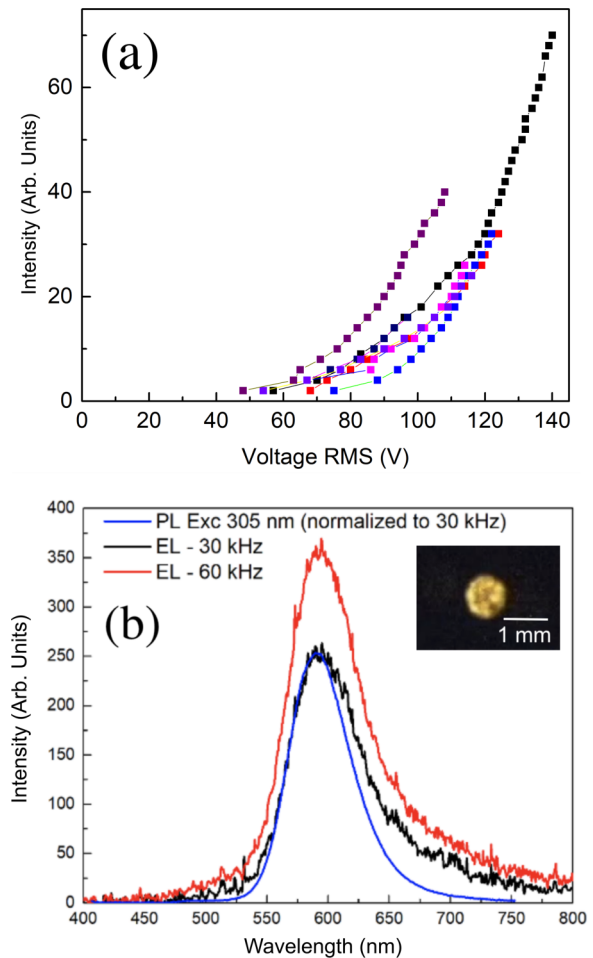 (a)
60
40
20
0
0 20 40 60 80 100 120 140
Intensity (Arb. Units)
Voltage RMS (V)
400
350
300
250
200
150
100
50
0
PL Exc 305 nm (normalized to 30 kHz)
EL - 30 kHz
EL - 60 kHz
(b)
1 mm
400 450 500 550 600 650 700 750 800
Intensity (Arb. Units)
Wavelength (nm)